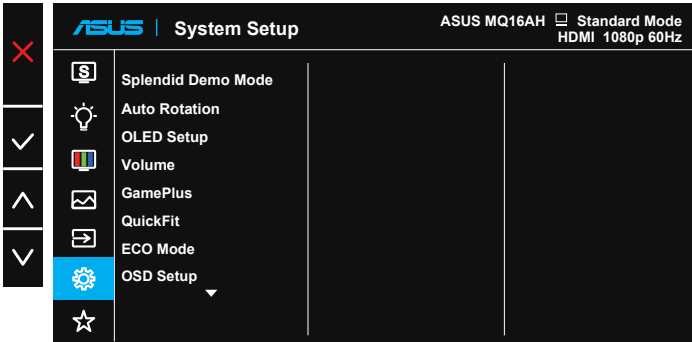 ASUS | System Setup
ASUS MQ16AH Standard Mode
HDMI 1080p 60Hz
S
Splendid Demo Mode
Auto Rotation
OLED Setup
Volume
GamePlus
QuickFit
ECO Mode
OSD Setup